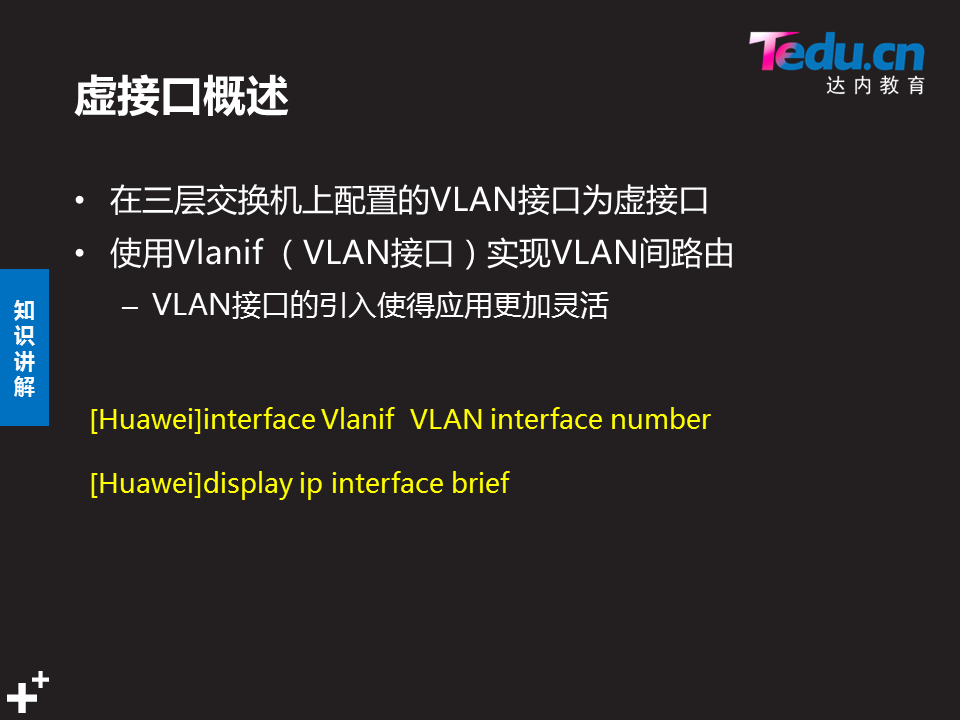 Tedu.cn
达内教育
虚接口概述
• 在三层交换机上配置的VLAN接口为虚接口
• 使用Vlanif（VLAN接口）实现VLAN间路由
– VLAN接口的引入使得应用更加灵活
知识讲解
[Huawei]interface Vlanif VLAN interface number
[Huawei]display ip interface brief